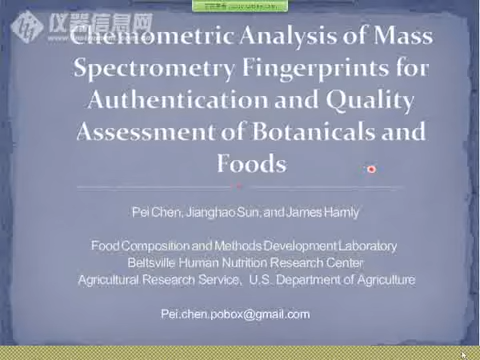 仪器信息网
Chemometric Analysis of Mass
Spectrometry Fingerprints for
Authentication and Quality
Assessment of Botanicals and
Foods
Pei Chen, Jianghao Sun, and James Harnly
Food Composition and Methods Development Laboratory
Beltsville Human Nutrition Research Center
Agricultural Research Service, U.S. Department of Agriculture
Pei.chen.pobox@gmail.com